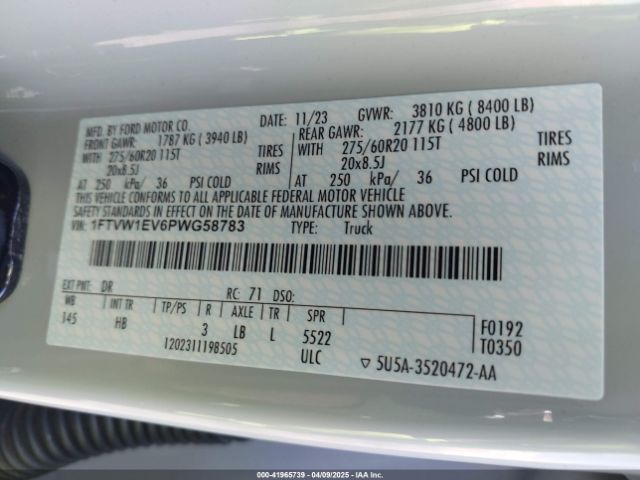 MFD. BY FORD MOTOR CO. DATE: 11/23 GVWR: 3810 KG ( 8400 LB)
FRONT GAWR: 1787 KG ( 3940 LB) REAR GAWR: 2177 KG ( 4800 LB)
WITH 275/60R20 115T TIRES WITH 275/60R20 115T TIRES
20x8.5J RIMS 20x8.5J RIMS
AT 250 kPa/ 36 PSI COLD AT 250 kPa/ 36 PSI COLD
THIS VEHICLE CONFORMS TO ALL APPLICABLE FEDERAL MOTOR VEHICLE
SAFETY STANDARDS IN EFFECT ON THE DATE OF MANUFACTURE SHOWN ABOVE.
VIN: 1FTVW1EV6PWG58783 TYPE: Truck
EXT PNT: DR RC: 71 DSO:
WB INT TR TP/PS R AXLE TR SPR
145 HB 3 LB L 5522
F0192
T0350
1202311198505 ULC ▽ 5U5A-3520472-AA
00-41965739 - 04/09/2025 - IAA Inc.